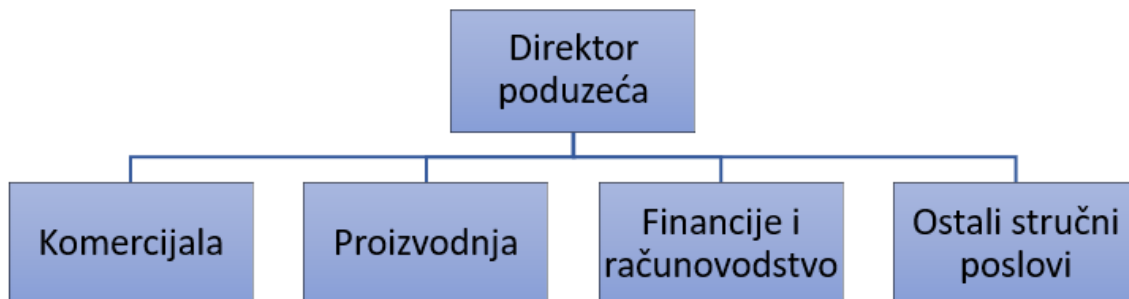 Direktor
poduzeća
Komercijala
Proizvodnja
Financije i
računovodstvo
Ostali stručni
poslovi